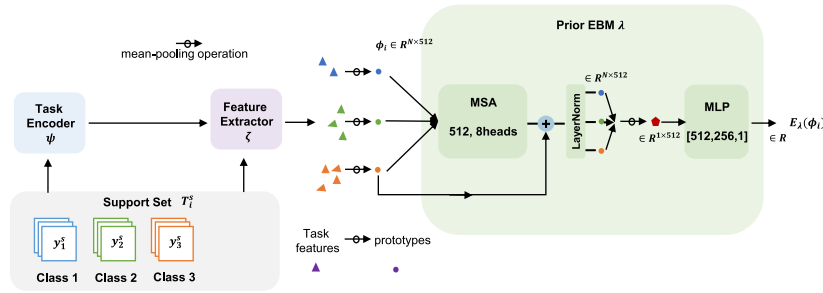 mean-pooling operation
ϕᵢ ∈ R^{N×512}
Prior EBM λ
Task
Encoder
ψ
Feature
Extractor
ζ
MSA
512, 8heads
+
LayerNorm
∈ R^{N×512}
∈ R^{1×512}
MLP
[512,256,1]
E_λ(ϕᵢ)
∈ R
Support Set T_i^s
y_1^s
y_2^s
y_3^s
Class 1
Class 2
Class 3
Task
features
prototypes